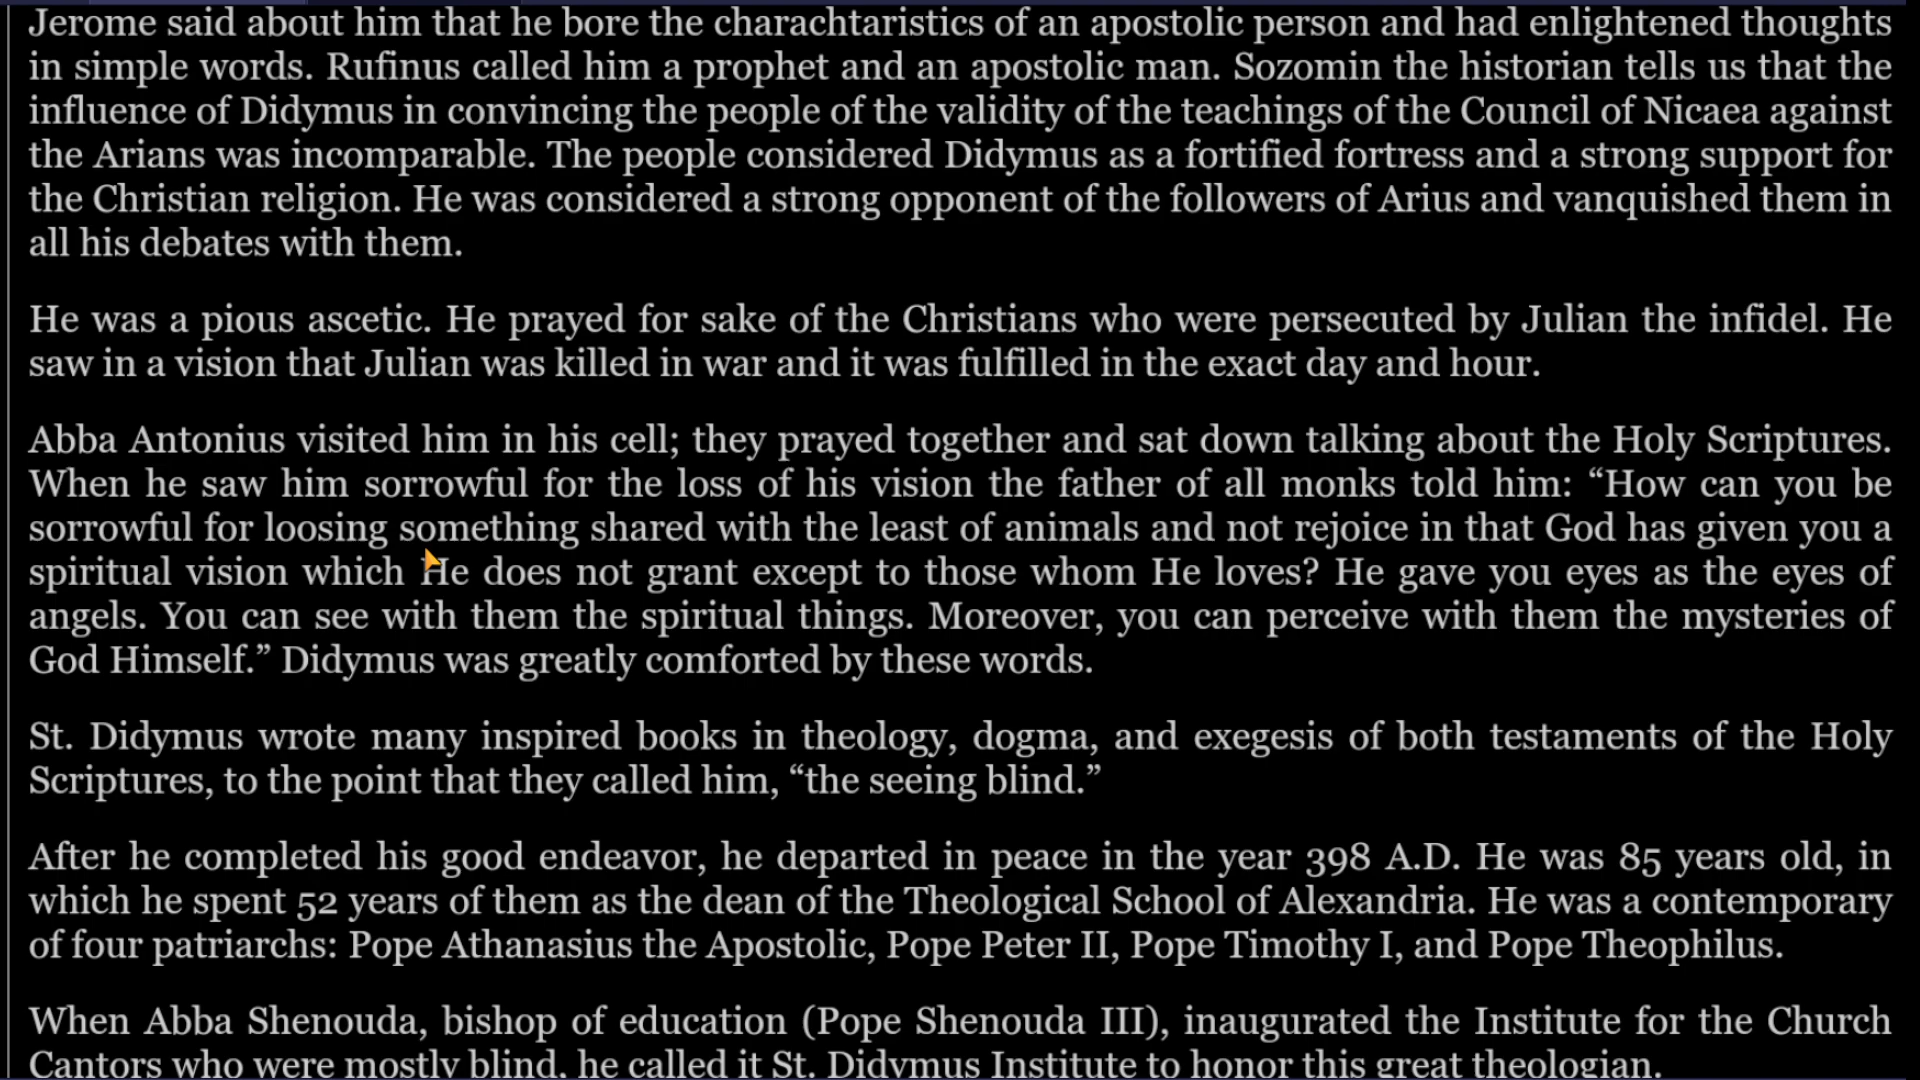 Jerome said about him that he bore the charachtaristics of an apostolic person and had enlightened thoughts
in simple words. Rufinus called him a prophet and an apostolic man. Sozomin the historian tells us that the
influence of Didymus in convincing the people of the validity of the teachings of the Council of Nicaea against
the Arians was incomparable. The people considered Didymus as a fortified fortress and a strong support for
the Christian religion. He was considered a strong opponent of the followers of Arius and vanquished them in
all his debates with them.
He was a pious ascetic. He prayed for sake of the Christians who were persecuted by Julian the infidel. He
saw in a vision that Julian was killed in war and it was fulfilled in the exact day and hour.
Abba Antonius visited him in his cell; they prayed together and sat down talking about the Holy Scriptures.
When he saw him sorrowful for the loss of his vision the father of all monks told him: “How can you be
sorrowful for loosing something shared with the least of animals and not rejoice in that God has given you a
spiritual vision which He does not grant except to those whom He loves? He gave you eyes as the eyes of
angels. You can see with them the spiritual things. Moreover, you can perceive with them the mysteries of
God Himself.” Didymus was greatly comforted by these words.
St. Didymus wrote many inspired books in theology, dogma, and exegesis of both testaments of the Holy
Scriptures, to the point that they called him, “the seeing blind.”
After he completed his good endeavor, he departed in peace in the year 398 A.D. He was 85 years old, in
which he spent 52 years of them as the dean of the Theological School of Alexandria. He was a contemporary
of four patriarchs: Pope Athanasius the Apostolic, Pope Peter II, Pope Timothy I, and Pope Theophilus.
When Abba Shenouda, bishop of education (Pope Shenouda III), inaugurated the Institute for the Church
Cantors who were mostly blind, he called it St. Didymus Institute to honor this great theologian.